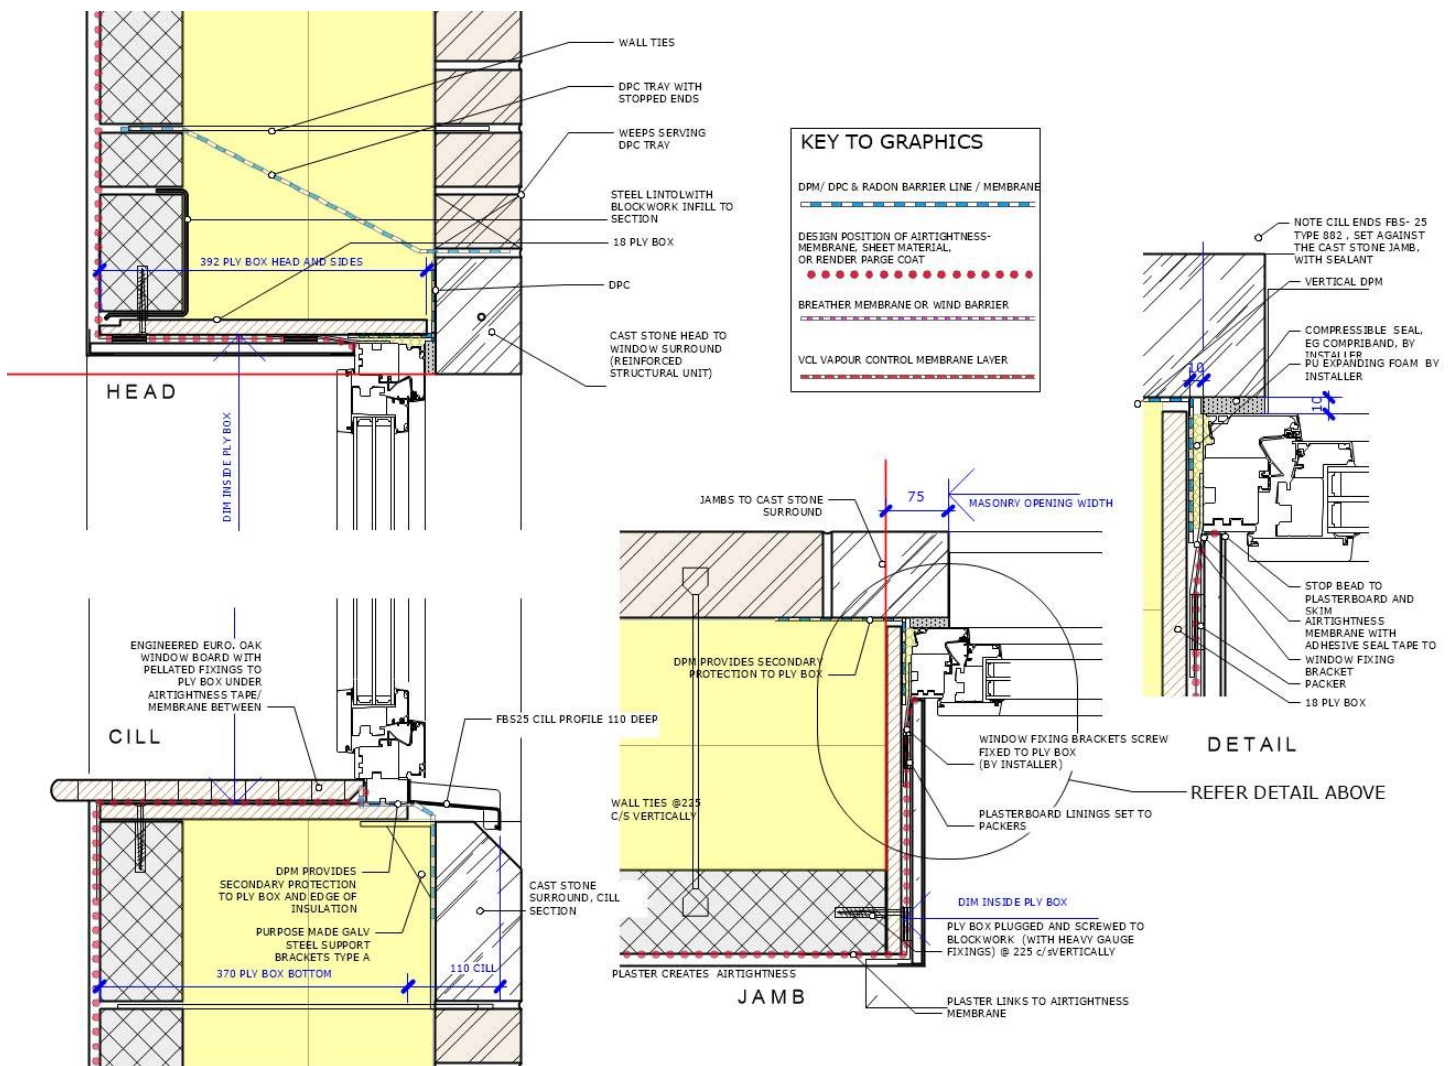 WALL TIES
DPC TRAY WITH
STOPPED ENDS
WEEPS SERVING
DPC TRAY
STEEL LINTOLWITH
BLOCKWORK INFILL TO
SECTION
18 PLY BOX
392 PLY BOX HEAD AND SIDES
DPC
CAST STONE HEAD TO
WINDOW SURROUND
(REINFORCED
STRUCTURAL UNIT)
HEAD
DIM INSIDE PLY BOX
KEY TO GRAPHICS
DPM/ DPC & RADON BARRIER LINE / MEMBRANE
DESIGN POSITION OF AIRTIGHTNESS-
MEMBRANE, SHEET MATERIAL,
OR RENDER PARGE COAT
BREATHER MEMBRANE OR WIND BARRIER
VCL VAPOUR CONTROL MEMBRANE LAYER
NOTE CILL ENDS FBS- 25
TYPE 882 , SET AGAINST
THE CAST STONE JAMB,
WITH SEALANT
VERTICAL DPM
COMPRESSIBLE SEAL,
EG COMPRIBAND, BY
INSTALLER
PU EXPANDING FOAM BY
INSTALLER
10
10
STOP BEAD TO
PLASTERBOARD AND
SKIM
AIRTIGHTNESS
MEMBRANE WITH
ADHESIVE SEAL TAPE TO
WINDOW FIXING
BRACKET
PACKER
18 PLY BOX
DETAIL
JAMBS TO CAST STONE
SURROUND
75
MASONRY OPENING WIDTH
DPM PROVIDES SECONDARY
PROTECTION TO PLY BOX
WINDOW FIXING BRACKETS SCREW
FIXED TO PLY BOX
(BY INSTALLER)
REFER DETAIL ABOVE
WALL TIES @225
C/S VERTICALLY
PLASTERBOARD LININGS SET TO
PACKERS
DIM INSIDE PLY BOX
PLY BOX PLUGGED AND SCREWED TO
BLOCKWORK (WITH HEAVY GAUGE
FIXINGS) @ 225 c/sVERTICALLY
PLASTER CREATES AIRTIGHTNESS
JAMB
PLASTER LINKS TO AIRTIGHTNESS
MEMBRANE
ENGINEERED EURO. OAK
WINDOW BOARD WITH
PELLATED FIXINGS TO
PLY BOX UNDER
AIRTIGHTNESS TAPE/
MEMBRANE BETWEEN
CILL
FBS25 CILL PROFILE 110 DEEP
DPM PROVIDES
SECONDARY PROTECTION
TO PLY BOX AND EDGE OF
INSULATION
CAST STONE
SURROUND, CILL
SECTION
PURPOSE MADE GALV
STEEL SUPPORT
BRACKETS TYPE A
370 PLY BOX BOTTOM
110 CILL